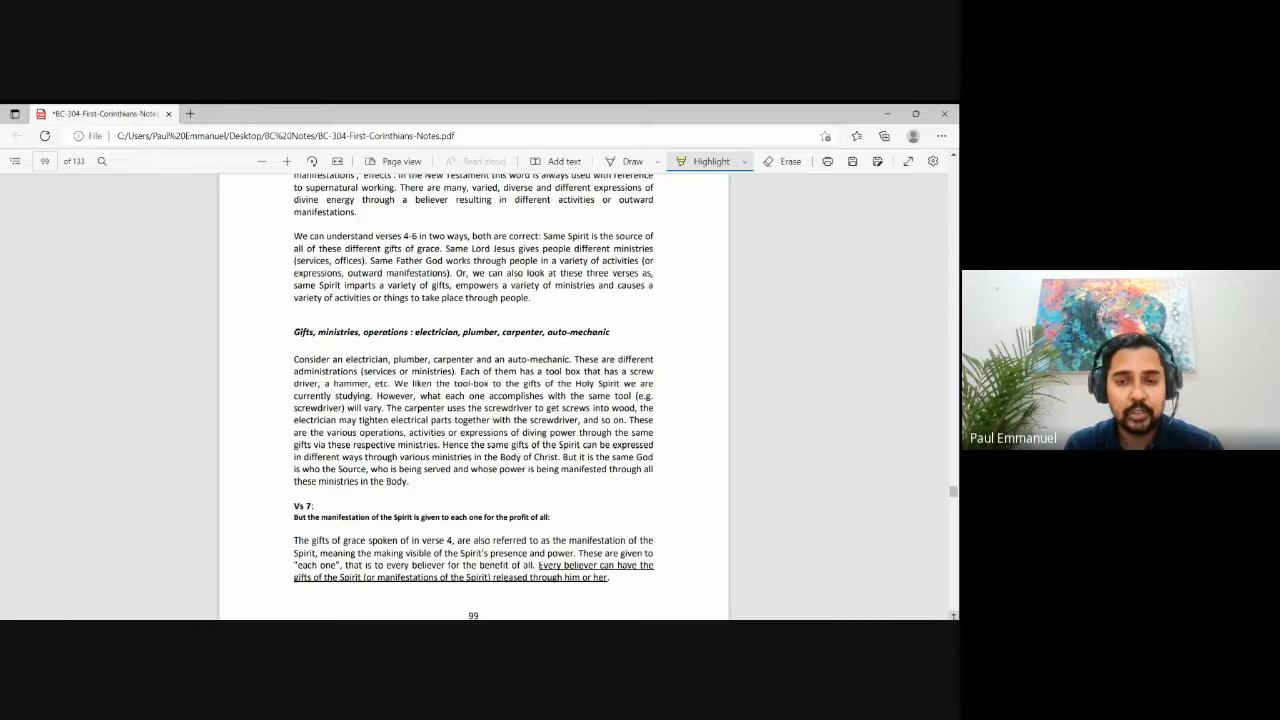 *BC-304-First-Corinthians-Notes
File
C:/Users/Paul%20Emmanuel/Desktop/BC%20Notes/BC-304-First-Corinthians-Notes.pdf
99 of 133
Page view
Read aloud
Add text
Draw
Highlight
Erase
manifestations', 'effects'. In the New Testament this word is always used with reference
to supernatural working. There are many, varied, diverse and different expressions of
divine energy through a believer resulting in different activities or outward
manifestations.
We can understand verses 4-6 in two ways, both are correct: Same Spirit is the source of
all of these different gifts of grace. Same Lord Jesus gives people different ministries
(services, offices). Same Father God works through people in a variety of activities (or
expressions, outward manifestations). Or, we can also look at these three verses as,
same Spirit imparts a variety of gifts, empowers a variety of ministries and causes a
variety of activities or things to take place through people.
Gifts, ministries, operations : electrician, plumber, carpenter, auto-mechanic
Consider an electrician, plumber, carpenter and an auto-mechanic. These are different
administrations (services or ministries). Each of them has a tool box that has a screw
driver, a hammer, etc. We liken the tool-box to the gifts of the Holy Spirit we are
currently studying. However, what each one accomplishes with the same tool (e.g.
screwdriver) will vary. The carpenter uses the screwdriver to get screws into wood, the
electrician may tighten electrical parts together with the screwdriver, and so on. These
are the various operations, activities or expressions of diving power through the same
gifts via these respective ministries. Hence the same gifts of the Spirit can be expressed
in different ways through various ministries in the Body of Christ. But it is the same God
is who the Source, who is being served and whose power is being manifested through all
these ministries in the Body.
Vs 7:
But the manifestation of the Spirit is given to each one for the profit of all:
The gifts of grace spoken of in verse 4, are also referred to as the manifestation of the
Spirit, meaning the making visible of the Spirit's presence and power. These are given to
"each one", that is to every believer for the benefit of all. Every believer can have the
gifts of the Spirit (or manifestations of the Spirit) released through him or her.
99
Paul Emmanuel